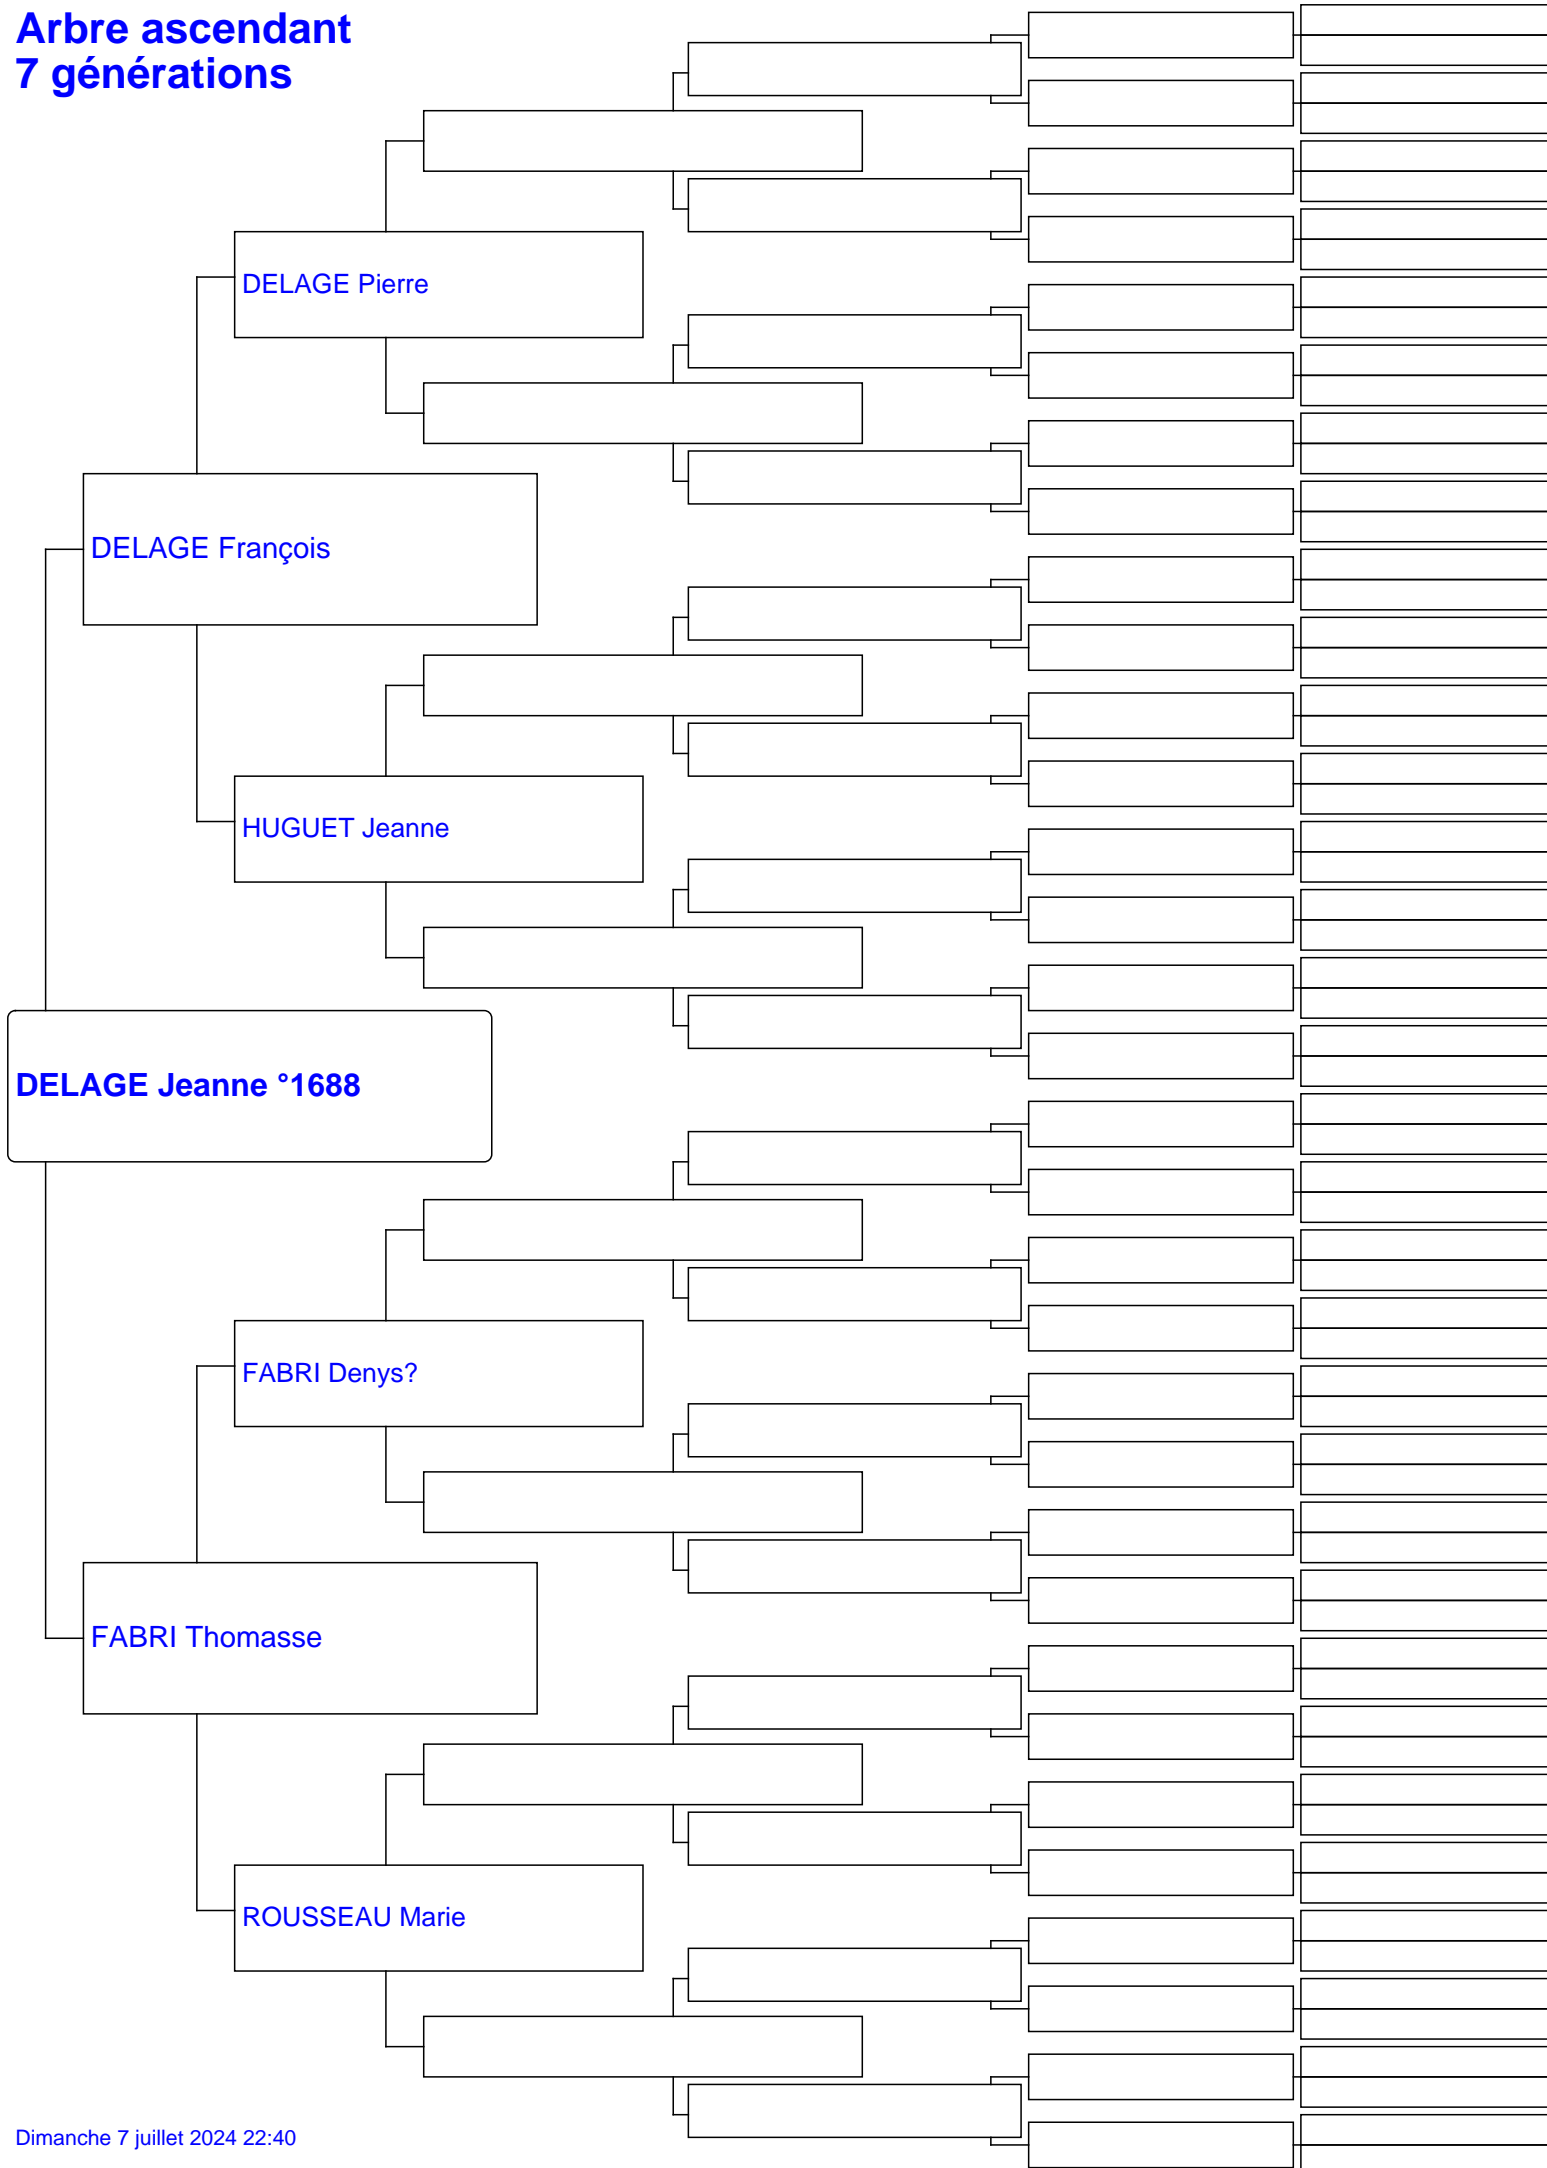 Arbre ascendant
7 générations
DELAGE Pierre
DELAGE François
HUGUET Jeanne
DELAGE Jeanne °1688
FABRI Denys?
FABRI Thomasse
ROUSSEAU Marie
Dimanche 7 juillet 2024 22:40